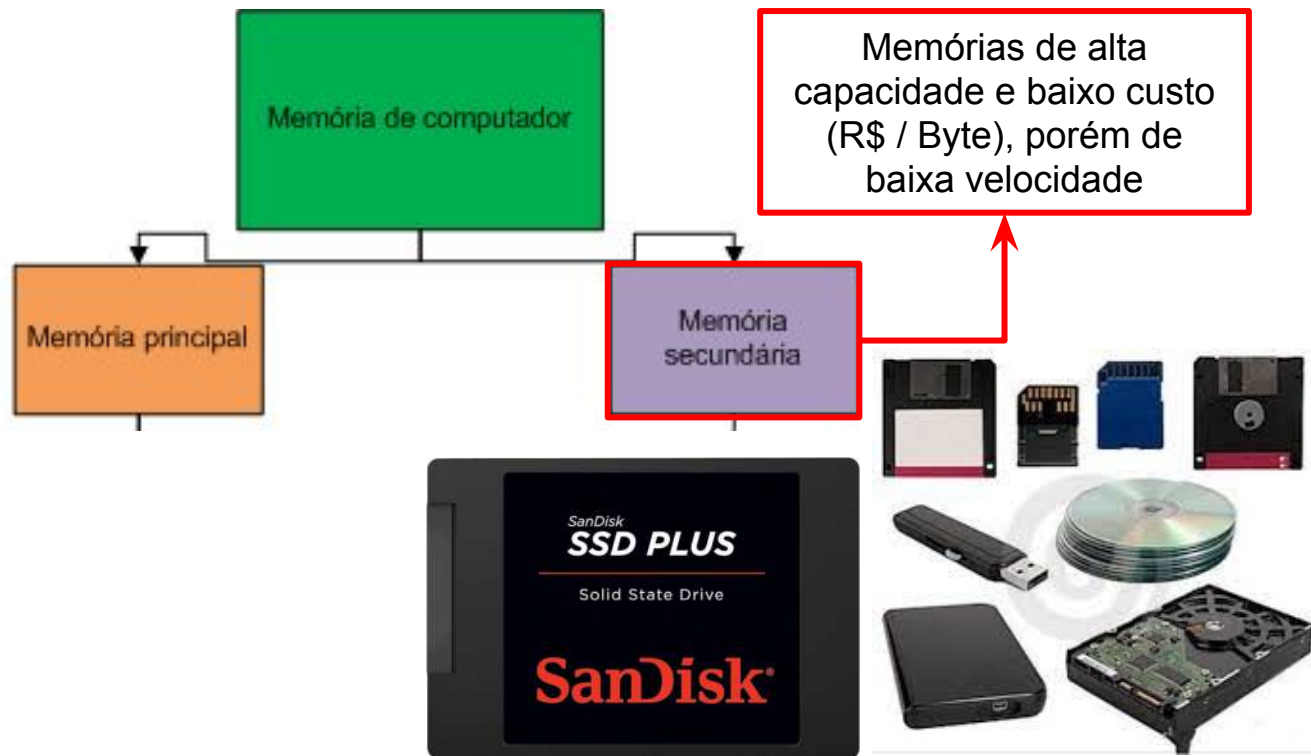 Memória de computador
Memórias de alta
capacidade e baixo custo
(R$ / Byte), porém de
baixa velocidade
Memória principal
Memória
secundária
SanDisk
SSD PLUS
Solid State Drive
SanDisk®